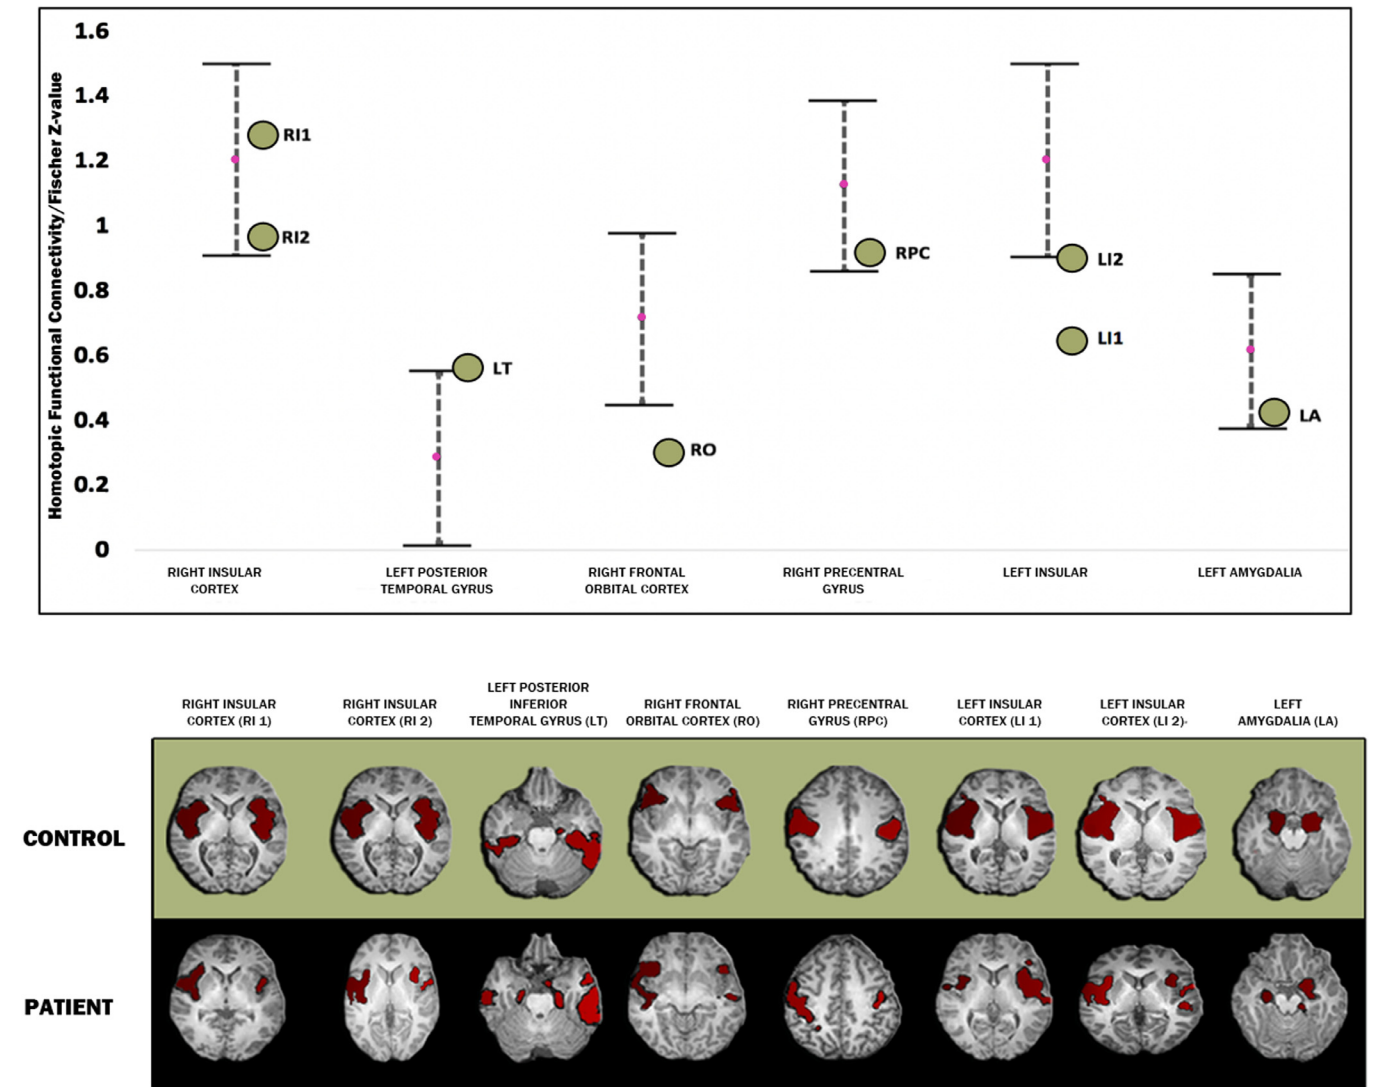 Homotopic Functional Connectivity/Fischer Z-value
1.6
1.4
1.2
1
0.8
0.6
0.4
0.2
0
RI1
RI2
LT
RO
RPC
LI2
LI1
LA
RIGHT INSULAR
CORTEX
LEFT POSTERIOR
TEMPORAL GYRUS
RIGHT FRONTAL
ORBITAL CORTEX
RIGHT PRECENTRAL
GYRUS
LEFT INSULAR
LEFT AMYGDALIA
RIGHT INSULAR
CORTEX (RI 1)
RIGHT INSULAR
CORTEX (RI 2)
LEFT POSTERIOR
INFERIOR
TEMPORAL GYRUS (LT)
RIGHT FRONTAL
ORBITAL CORTEX (RO)
RIGHT PRECENTRAL
GYRUS (RPC)
LEFT INSULAR
CORTEX (LI 1)
LEFT INSULAR
CORTEX (LI 2)-
LEFT
AMYGDALIA (LA)
CONTROL
PATIENT